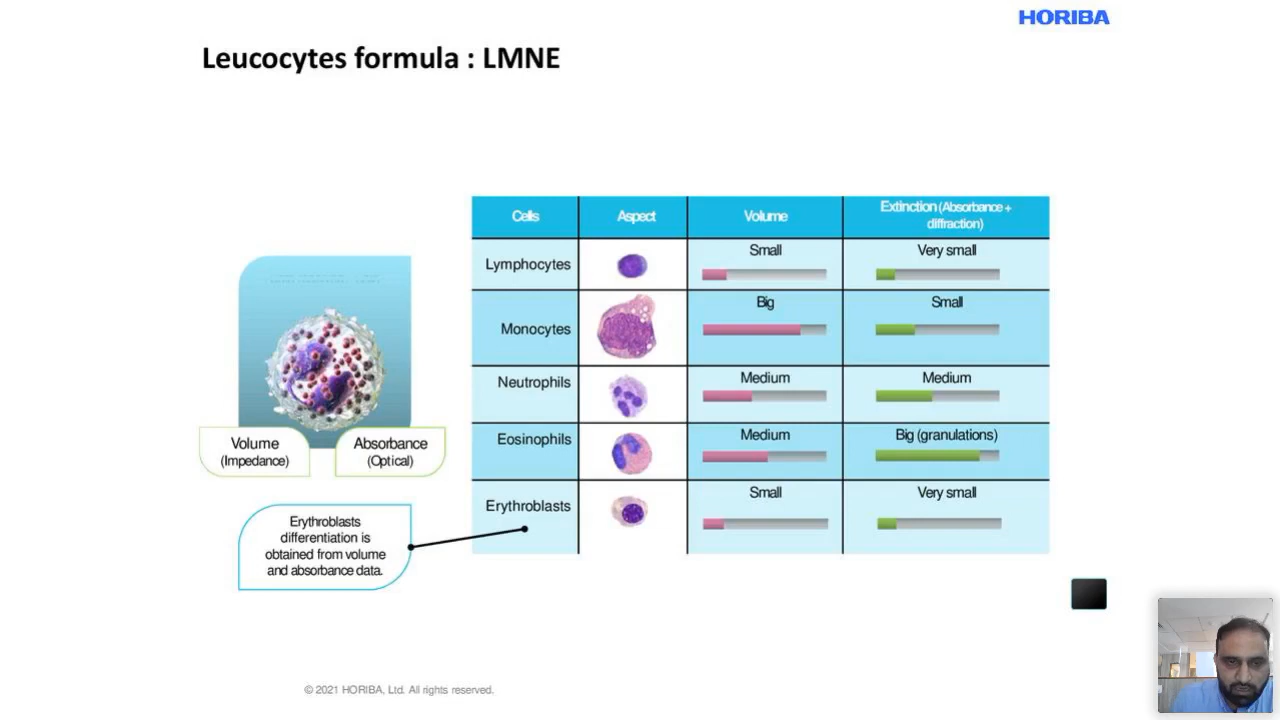 HORIBA
Leucocytes formula : LMNE
Cells Aspect Volume Extinction (Absorbance +
diffraction)
Lymphocytes Small Very small
Monocytes Big Small
Neutrophils Medium Medium
Eosinophils Medium Big (granulations)
Erythroblasts Small Very small
Volume
(Impedance)
Absorbance
(Optical)
Erythroblasts
differentiation is
obtained from volume
and absorbance data.
© 2021 HORIBA, Ltd. All rights reserved.